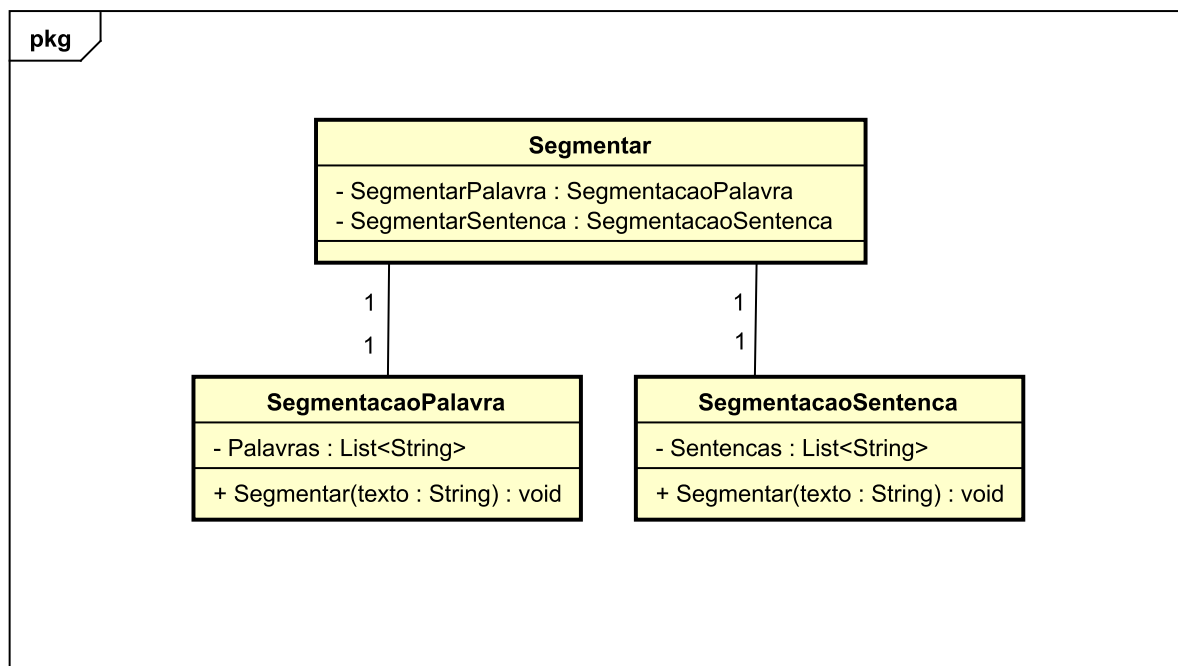 pkg
Segmentar
- SegmentarPalavra : SegmentacaoPalavra
- SegmentarSentenca : SegmentacaoSentenca
1
1
1
1
SegmentacaoPalavra
- Palavras : List<String>
+ Segmentar(texto : String) : void
SegmentacaoSentenca
- Sentencas : List<String>
+ Segmentar(texto : String) : void